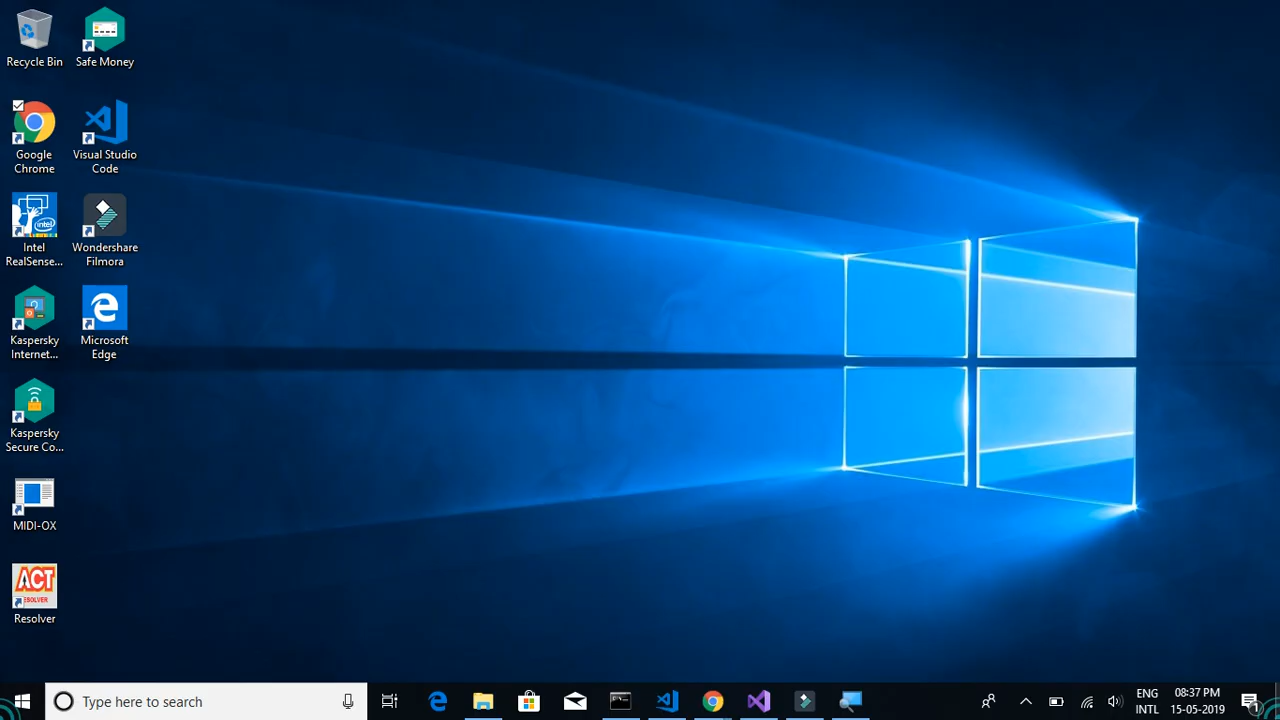 Recycle Bin
Safe Money
Google
Chrome
Visual Studio
Code
intel
Intel
RealSense...
Wondershare
Filmora
Kaspersky
Internet...
Microsoft
Edge
Kaspersky
Secure Co...
MIDI-OX
ACT
RESOLVER
Resolver
Type here to search
ENG
INTL
08:37 PM
15-05-2019
1